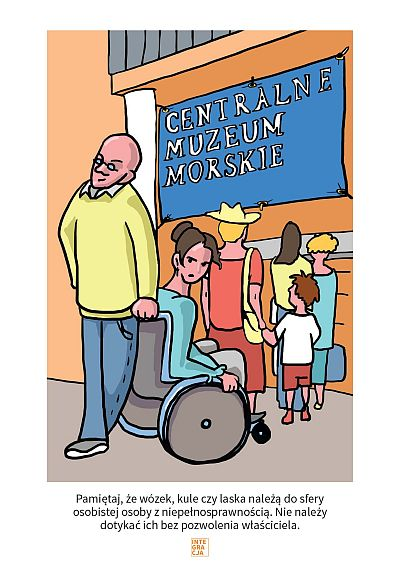 CENTRALNE
MUZEUM
MORSKIE
Pamiętaj, że wózek, kule czy laska należą do sfery
osobistej osoby z niepełnosprawnością. Nie należy
dotykać ich bez pozwolenia właściciela.
INTE
GRA
CJA